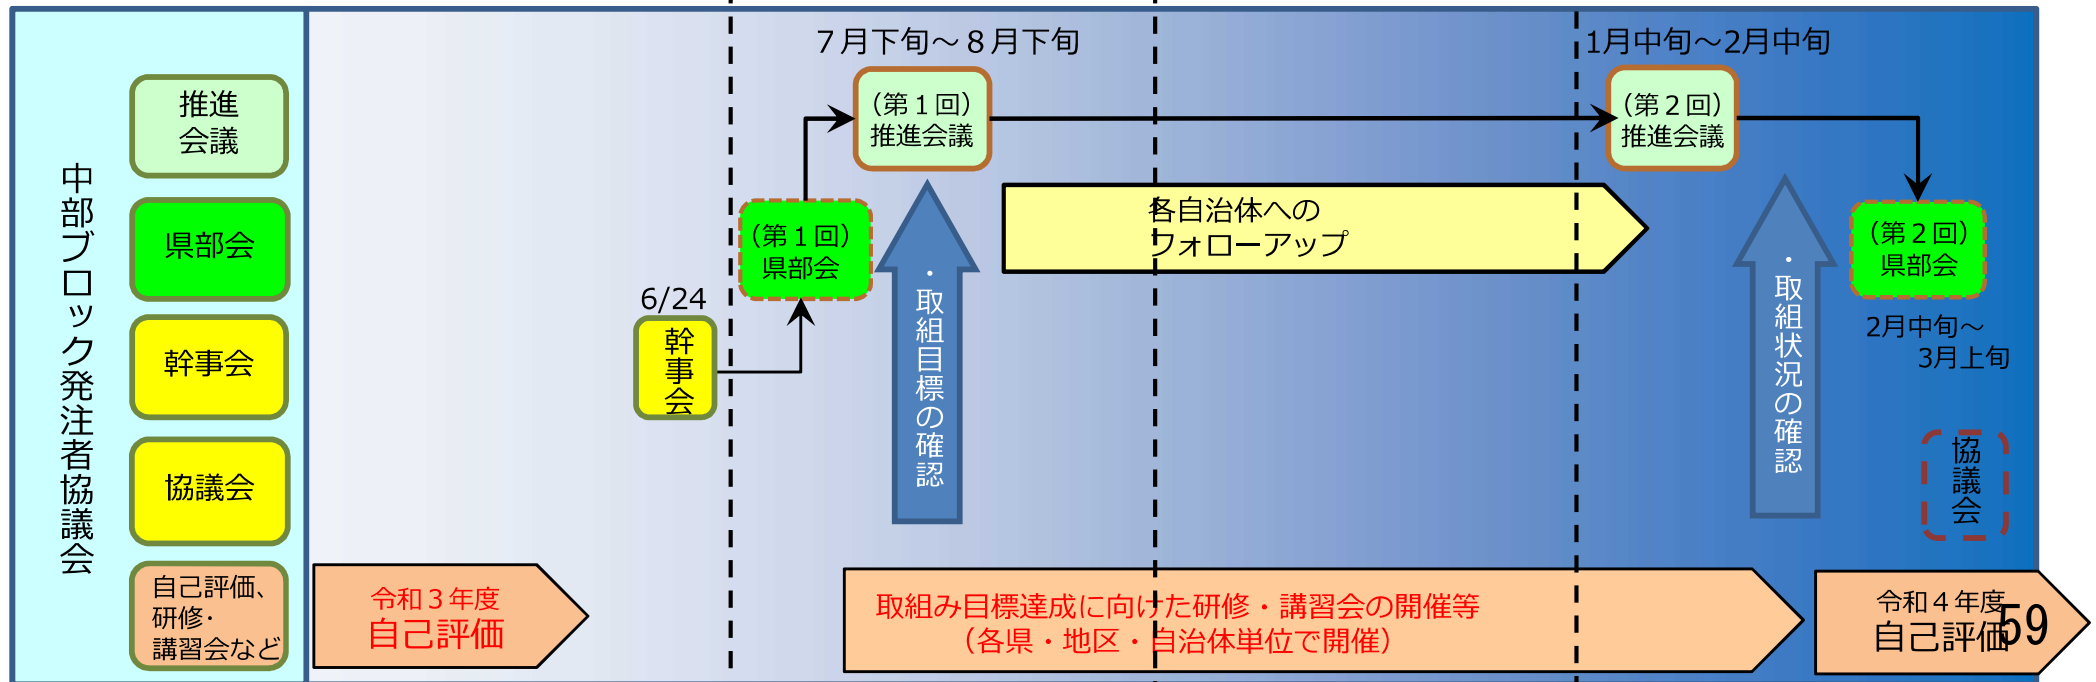 中部ブロック発注者協議会
推進
会議
県部会
幹事会
協議会
自己評価、
研修・
講習会など
6/24
幹事会
（第１回）
県部会
７月下旬～８月下旬
（第１回）
推進会議
・取組目標の確認
各自治体への
フォローアップ
1月中旬～2月中旬
（第２回）
推進会議
・取組状況の確認
（第２回）
県部会
2月中旬～
3月上旬
協議会
令和３年度
自己評価
取組み目標達成に向けた研修・講習会の開催等
（各県・地区・自治体単位で開催）
令和４年度
自己評価
59